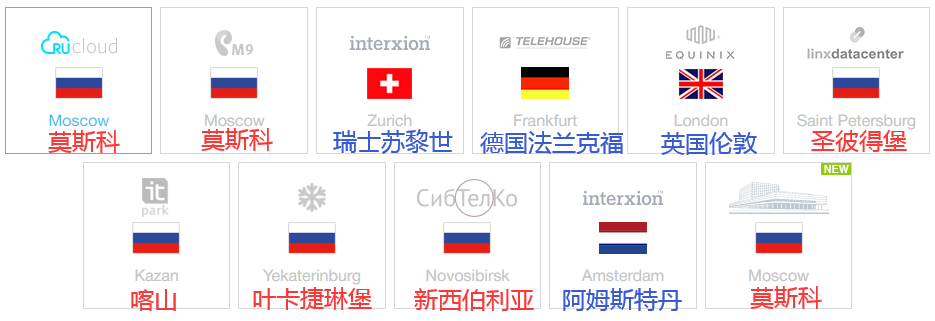 RUcloud
Moscow
莫斯科
M9
Moscow
莫斯科
interxion™
Zurich
瑞士苏黎世
TELEHOUSE®
Frankfurt
德国法兰克福
EQUINIX
London
英国伦敦
linxdatacenter
Saint Petersburg
圣彼得堡
it
park
Kazan
喀山
Yekaterinburg
叶卡捷琳堡
СибТелКо
Novosibirsk
新西伯利亚
interxion™
Amsterdam
阿姆斯特丹
NEW
Moscow
莫斯科